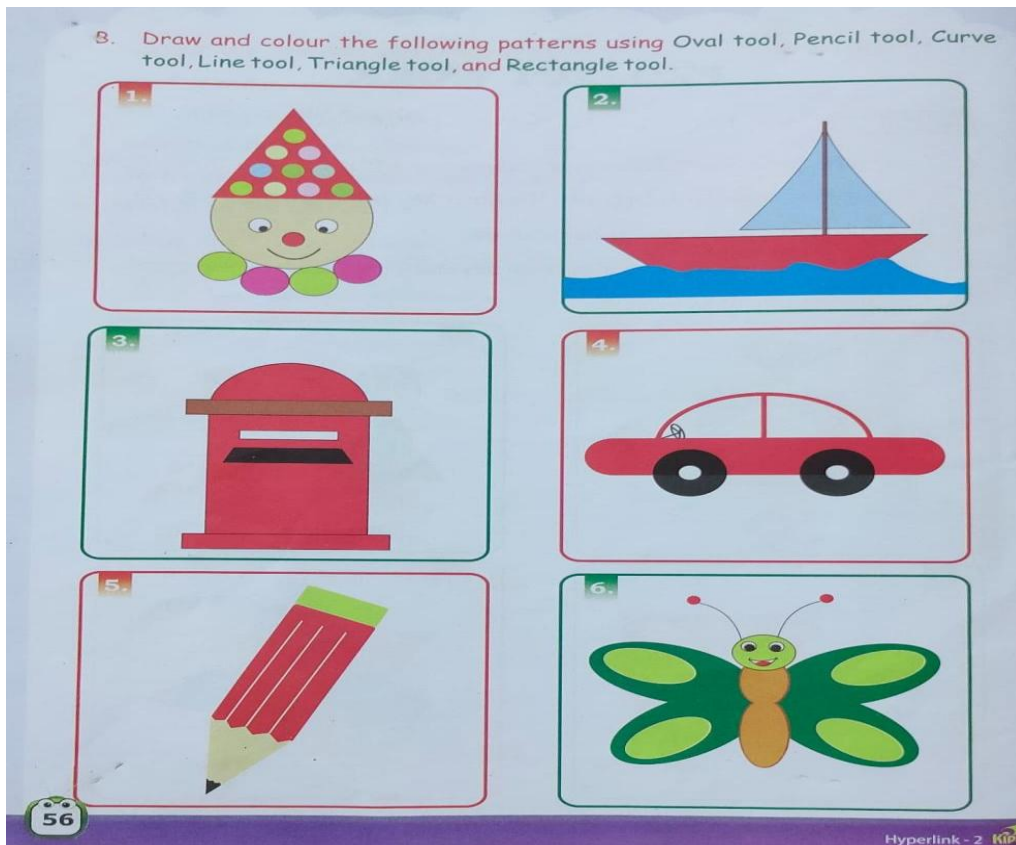 B. Draw and colour the following patterns using Oval tool, Pencil tool, Curve
tool, Line tool, Triangle tool, and Rectangle tool.
1.
2.
3.
4.
5.
6.
56
Hyperlink - 2